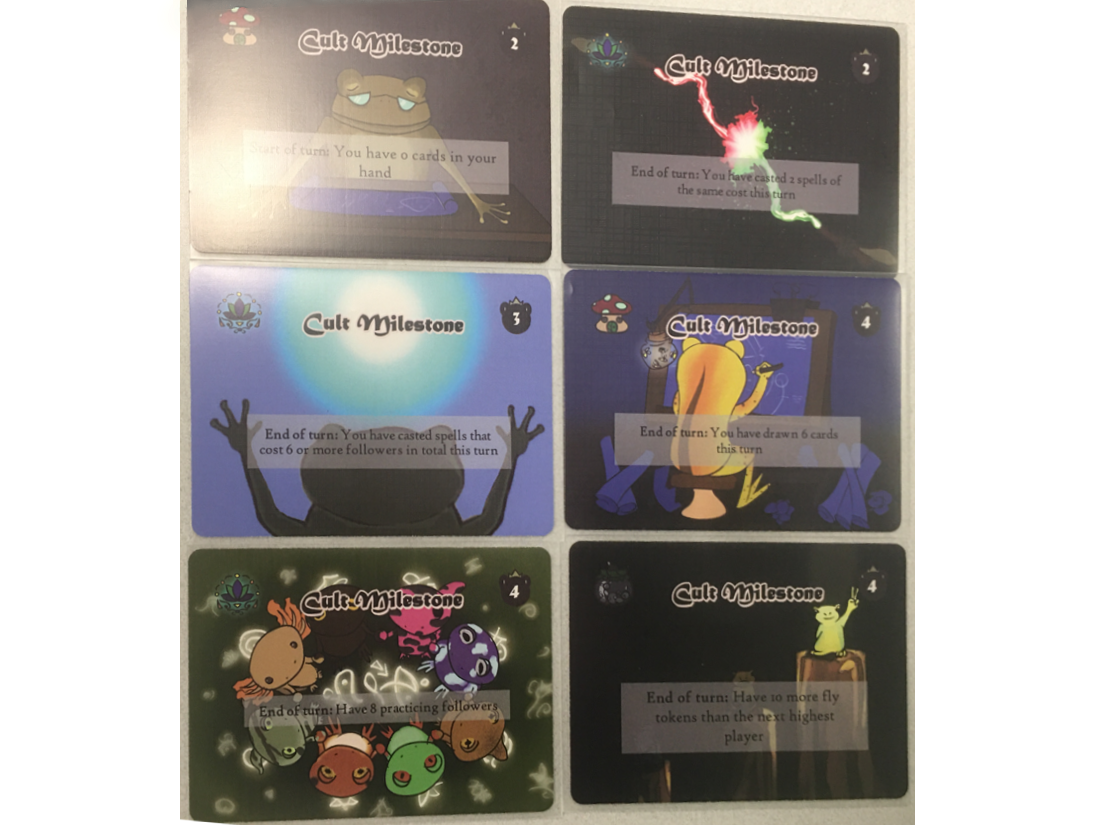 Cult Milestone
2
Start of turn: You have 0 cards in your
hand
Cult Milestone
2
End of turn: You have casted 2 spells of
the same cost this turn
Cult Milestone
3
End of turn: You have casted spells that
cost 6 or more followers in total this turn
Cult Milestone
4
End of turn: You have drawn 6 cards
this turn
Cult Milestone
4
End of turn: Have 8 practicing followers
Cult Milestone
4
End of turn: Have 10 more fly
tokens than the next highest
player